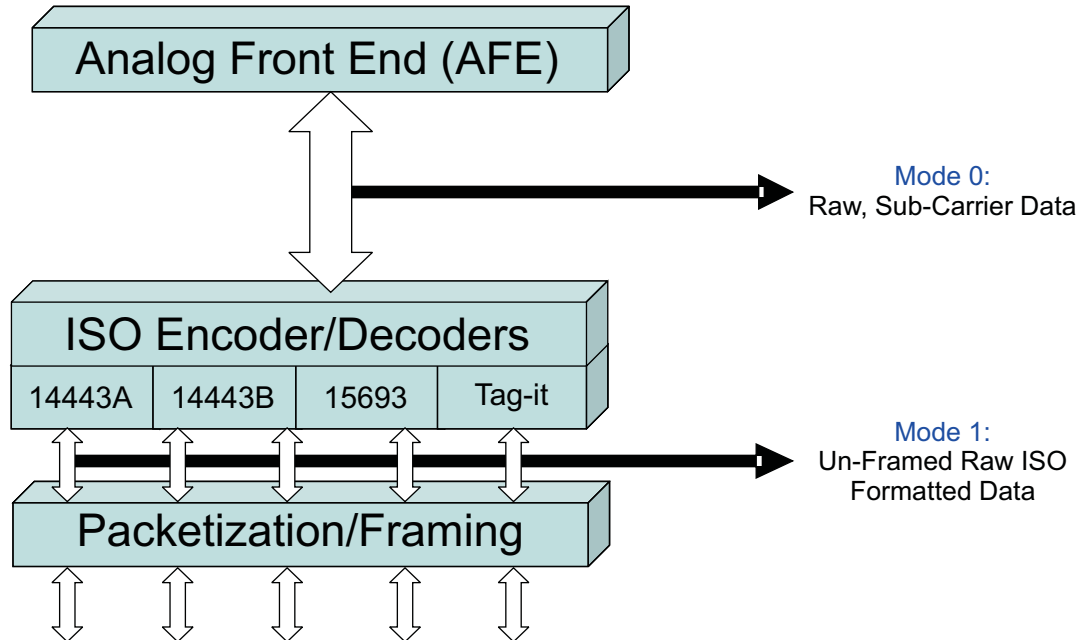 Analog Front End (AFE)
Mode 0:
Raw, Sub-Carrier Data
ISO Encoder/Decoders
14443A
14443B
15693
Tag-it
Mode 1:
Un-Framed Raw ISO
Formatted Data
Packetization/Framing